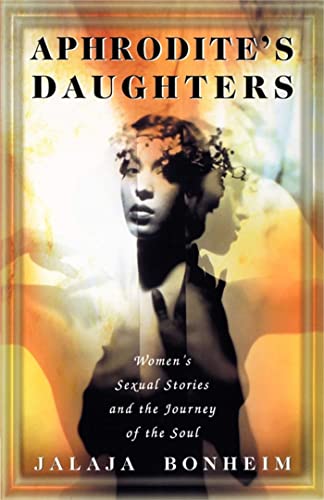 APHRODITE'S
DAUGHTERS
Women's
Sexual Stories
and the Journey
of the Soul
JALAJA BONHEIM